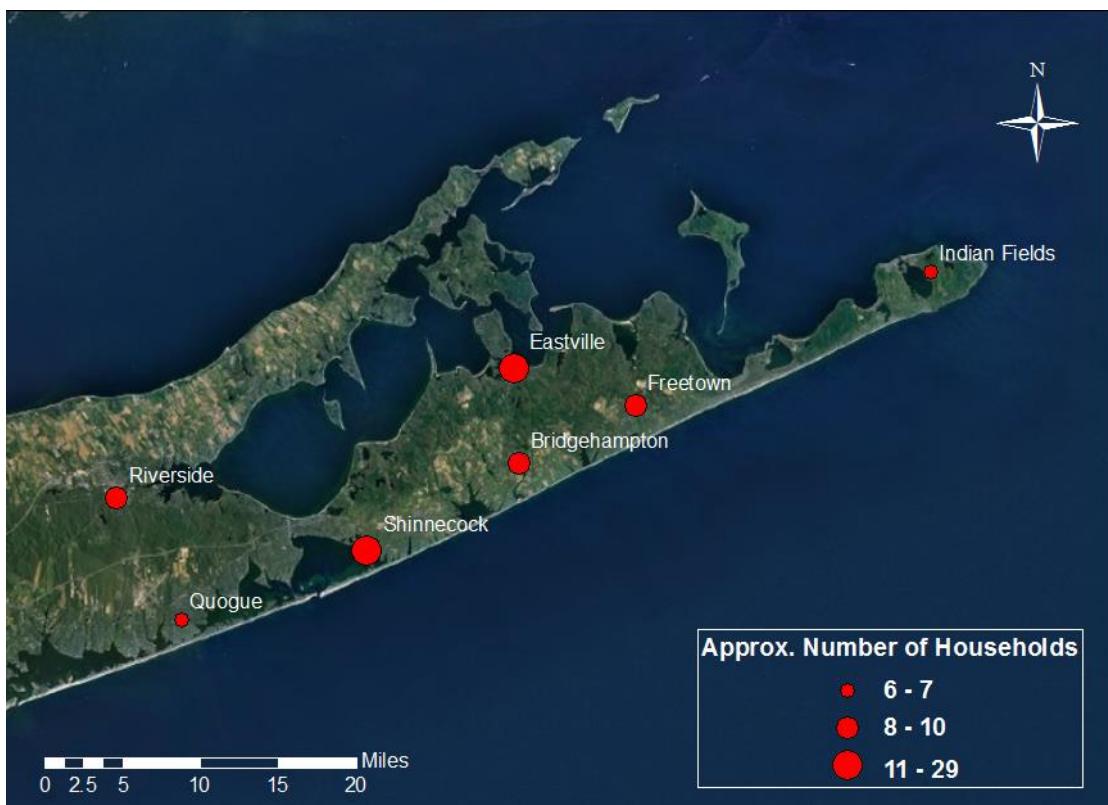 N
Indian Fields
Eastville
Freetown
Bridgehampton
Riverside
Shinnecock
Quogue
Approx. Number of Households
6 - 7
8 - 10
11 - 29
Miles
0 2.5 5 10 15 20